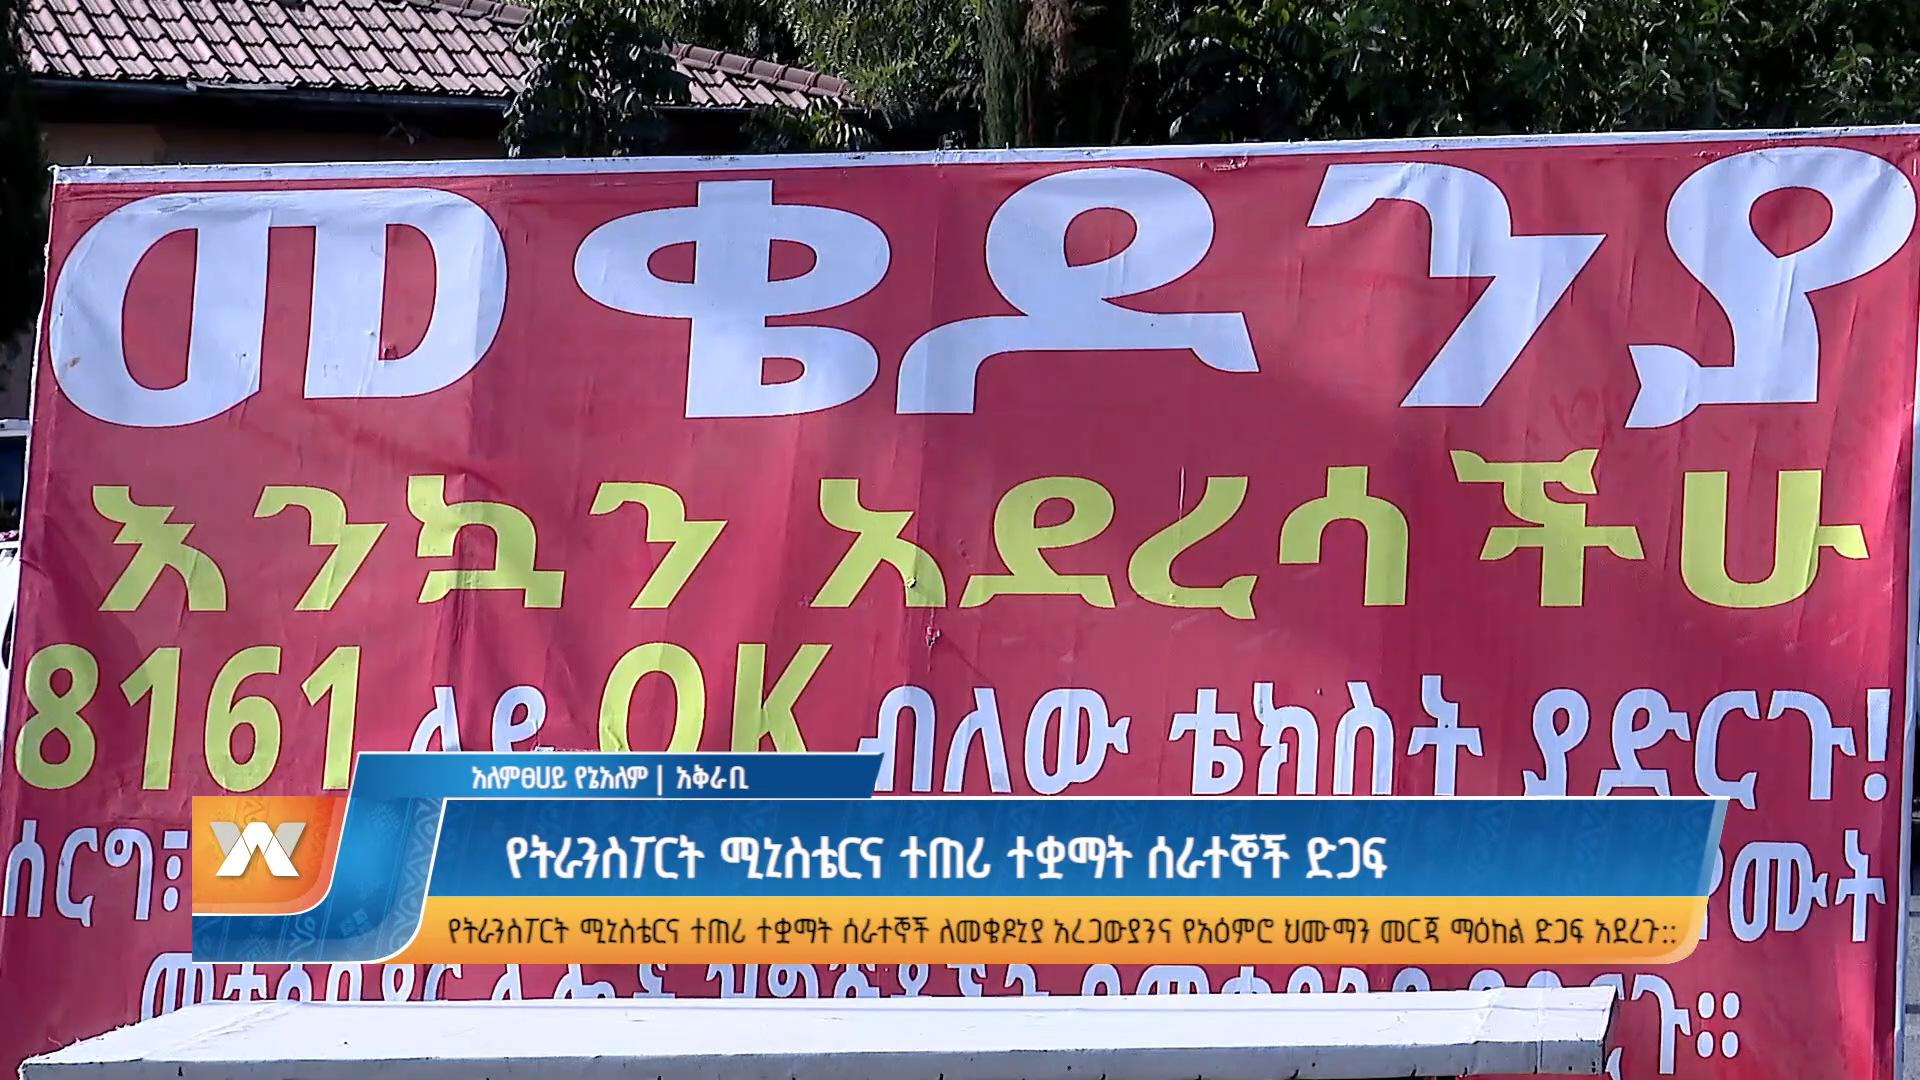 መቄዶንያ
እንኳን አደረሳችሁ
8161 ላይ OK ብለው ቴክስት ያድርጉ!
አለምፀሀይ የኔአለም | አቅራቢ
የትራንስፖርት ሚኒስቴርና ተጠሪ ተቋማት ሰራተኞች ድጋፍ
ሰርግ፣
የትራንስፖርት ሚኒስቴርና ተጠሪ ተቋማት ሰራተኞች ለመቄዶኒያ አረጋውያንና የአዕምሮ ህሙማን መርጃ ማዕከል ድጋፍ አደረጉ::